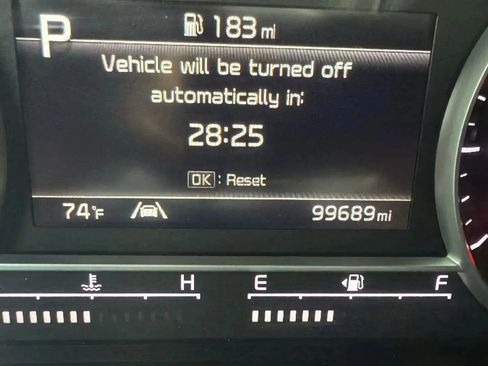 P
183 mi
Vehicle will be turned off
automatically in:
28:25
OK : Reset
74°F
99689 mi
H
E
F